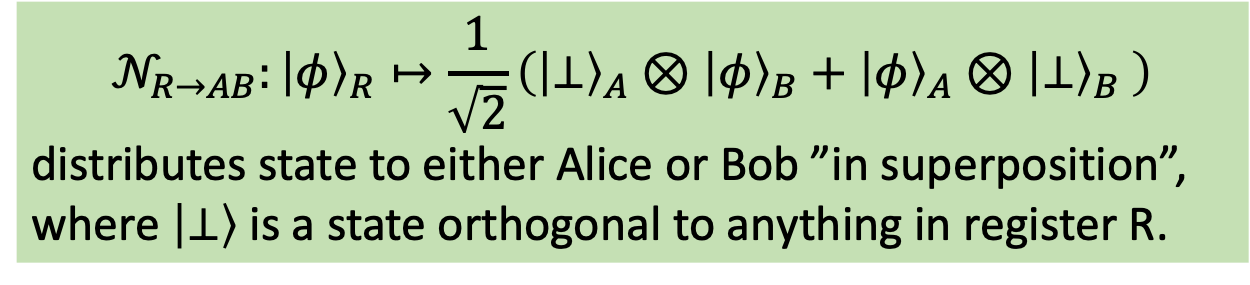 𝒩_{R→AB}: |ϕ⟩_R ↦ 1/√2 (|⊥⟩_A ⊗ |ϕ⟩_B + |ϕ⟩_A ⊗ |⊥⟩_B )
distributes state to either Alice or Bob ”in superposition”,
where |⊥⟩ is a state orthogonal to anything in register R.